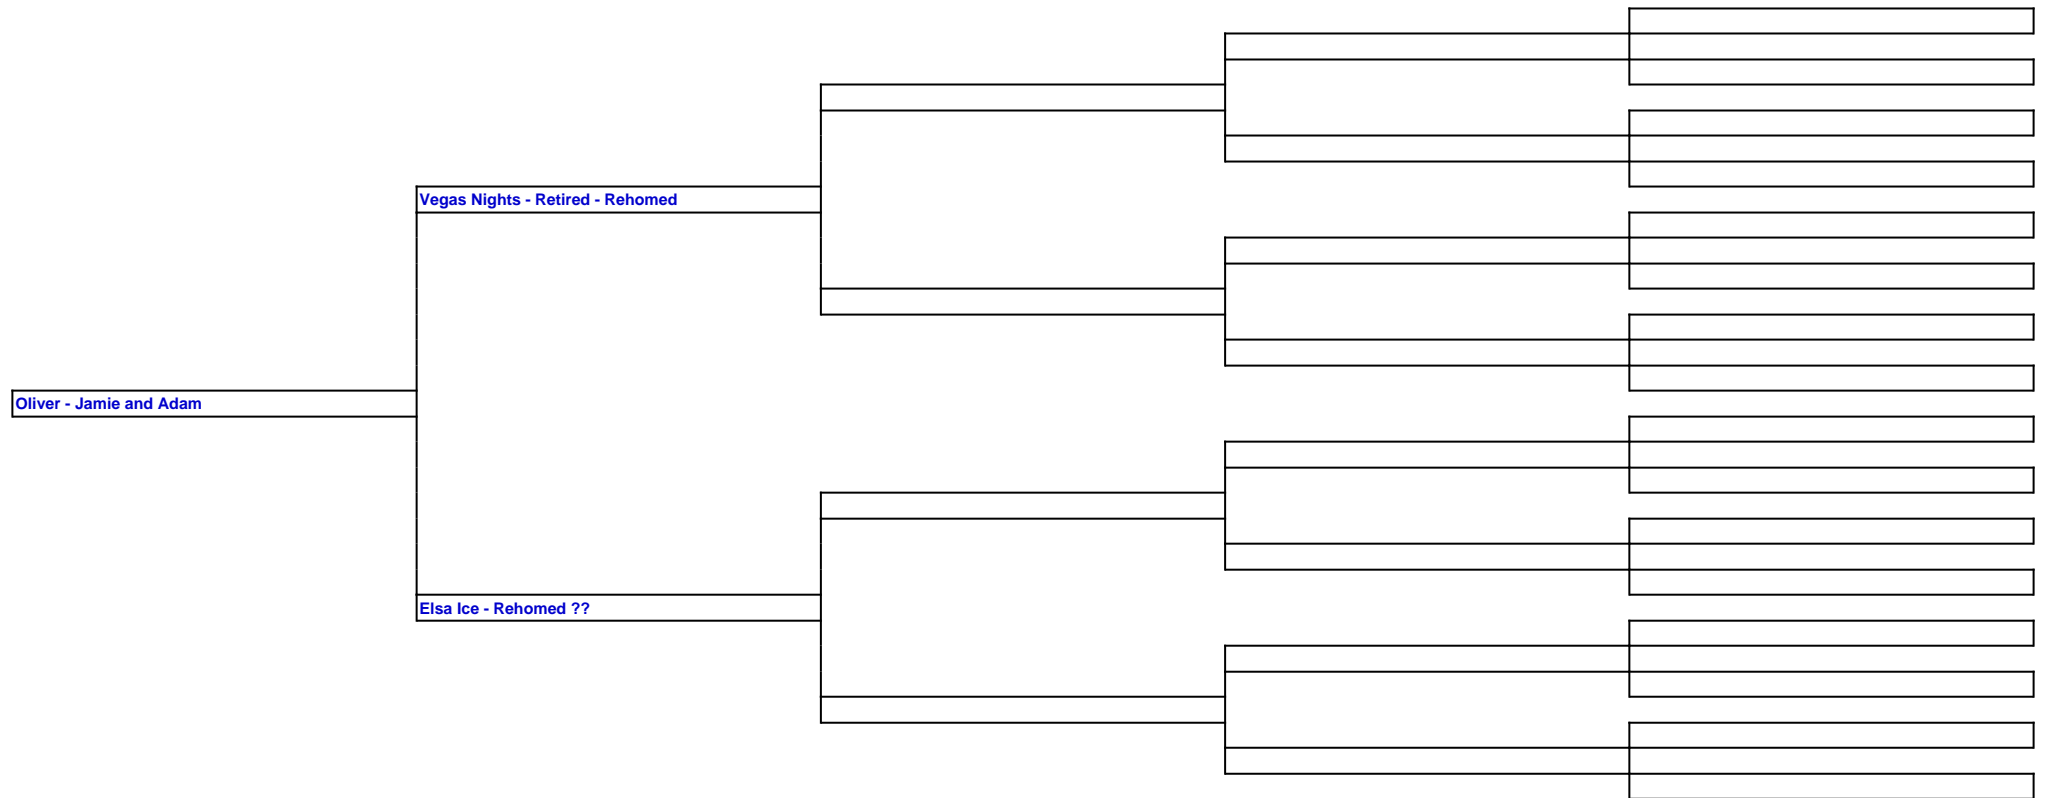 Vegas Nights - Retired - Rehomed
Oliver - Jamie and Adam
Elsa Ice - Rehomed ??